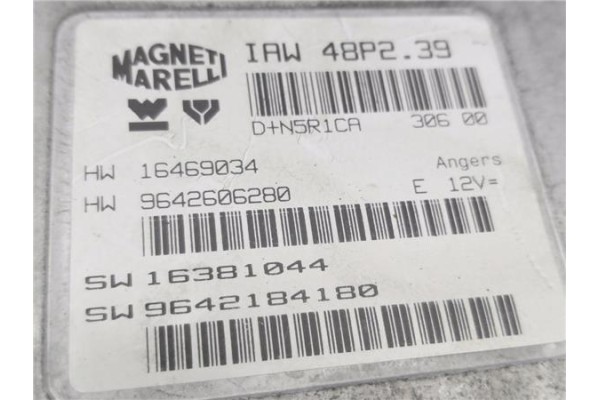 MAGNETI
MARELLI
IAW 48P2.39
D+N5R1CA 306 00
HW 16469034 Angers
HW 9642606280 E 12V=
SW 16381044
SW 9642184180